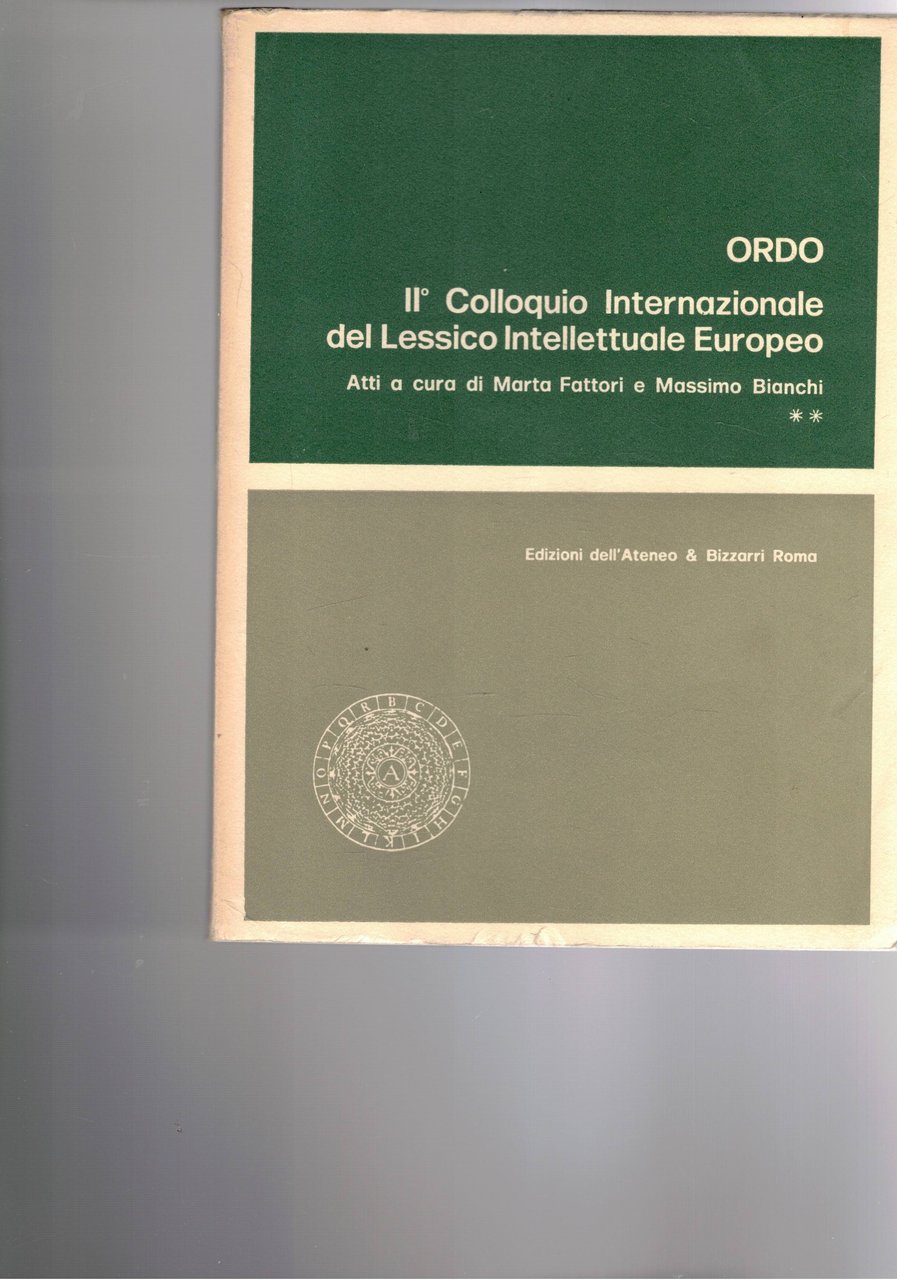 ORDO
II° Colloquio Internazionale
del Lessico Intellettuale Europeo
Atti a cura di Marta Fattori e Massimo Bianchi
**
Edizioni dell'Ateneo & Bizzarri Roma
B C D E F G H I K L M N O P Q R
A